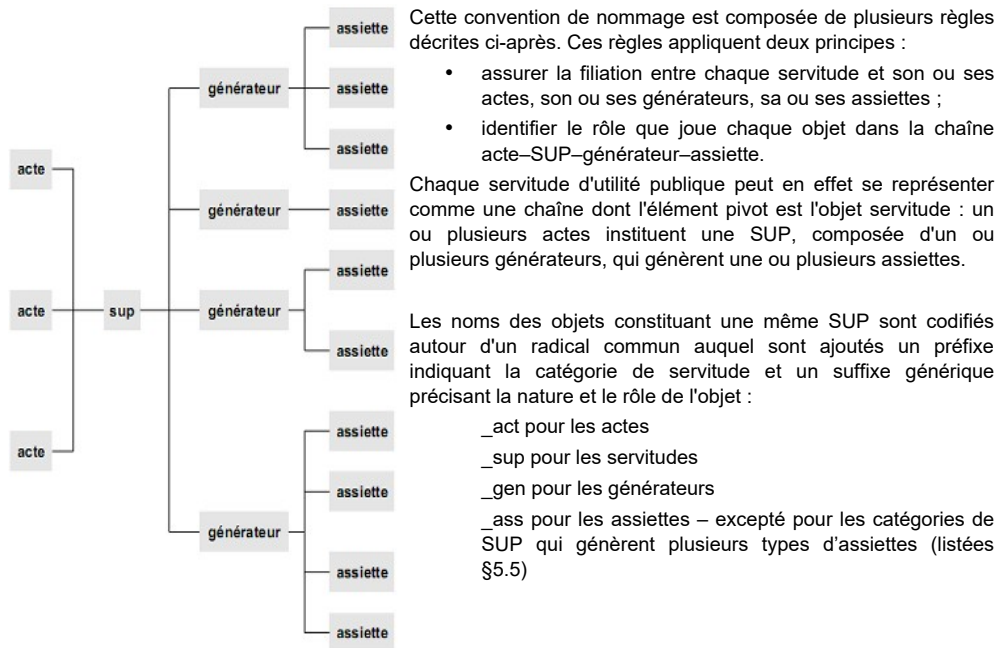 assiette
générateur
assiette
assiette
acte
générateur
assiette
assiette
acte
sup
générateur
assiette
assiette
acte
assiette
générateur
assiette
assiette
Cette convention de nommage est composée de plusieurs règles
décrites ci-après. Ces règles appliquent deux principes :
• assurer la filiation entre chaque servitude et son ou ses
actes, son ou ses générateurs, sa ou ses assiettes ;
• identifier le rôle que joue chaque objet dans la chaîne
acte–SUP–générateur–assiette.
Chaque servitude d'utilité publique peut en effet se représenter
comme une chaîne dont l'élément pivot est l'objet servitude : un
ou plusieurs actes instituent une SUP, composée d'un ou
plusieurs générateurs, qui génèrent une ou plusieurs assiettes.
Les noms des objets constituant une même SUP sont codifiés
autour d'un radical commun auquel sont ajoutés un préfixe
indiquant la catégorie de servitude et un suffixe générique
précisant la nature et le rôle de l'objet :
_act pour les actes
_sup pour les servitudes
_gen pour les générateurs
_ass pour les assiettes – excepté pour les catégories de
SUP qui génèrent plusieurs types d’assiettes (listées
§5.5)